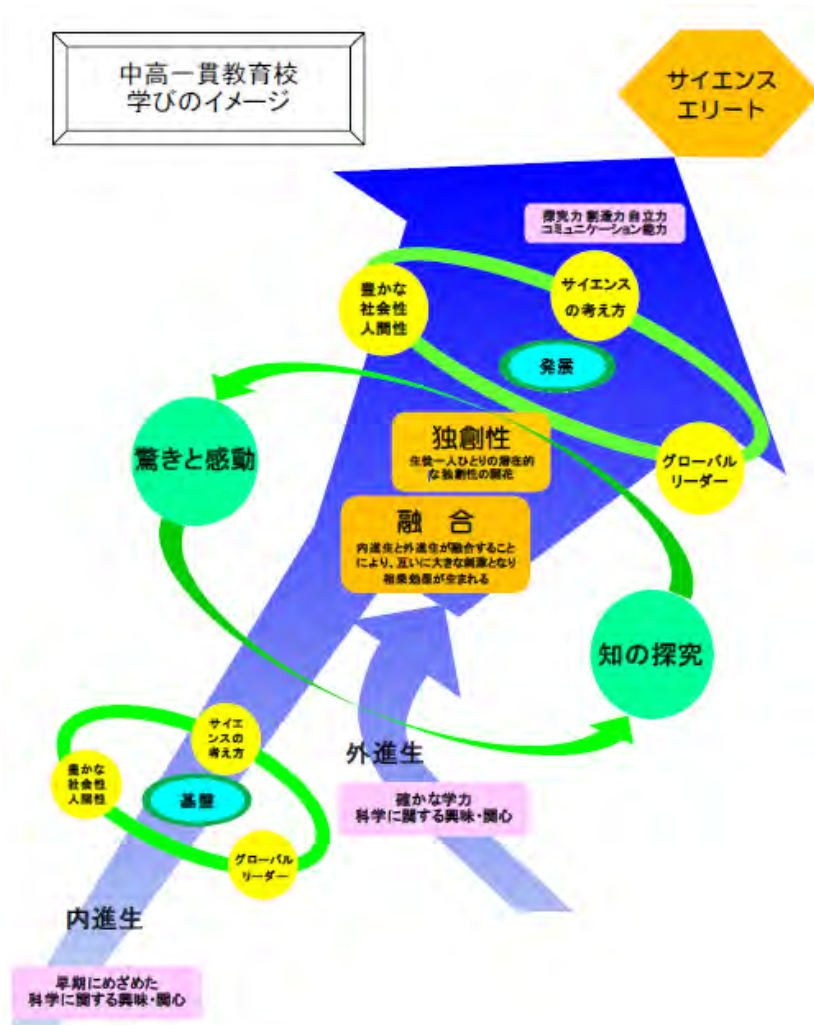 中高一貫教育校
学びのイメージ
サイエンス
エリート
探究力 創造力 自立力
コミュニケーション能力
豊かな
社会性
人間性
サイエンス
の考え方
発展
グローバル
リーダー
独創性
生徒一人ひとりの潜在的
な独創性の開花
驚きと感動
融 合
内進生と外進生が融合すること
により、互いに大きな刺激となり
相乗効果が生まれる
知の探究
サイエ
ンスの
考え方
豊かな
社会性
人間性
基盤
グローバル
リーダー
外進生
確かな学力
科学に関する興味・関心
内進生
早期にめざめた
科学に関する興味・関心